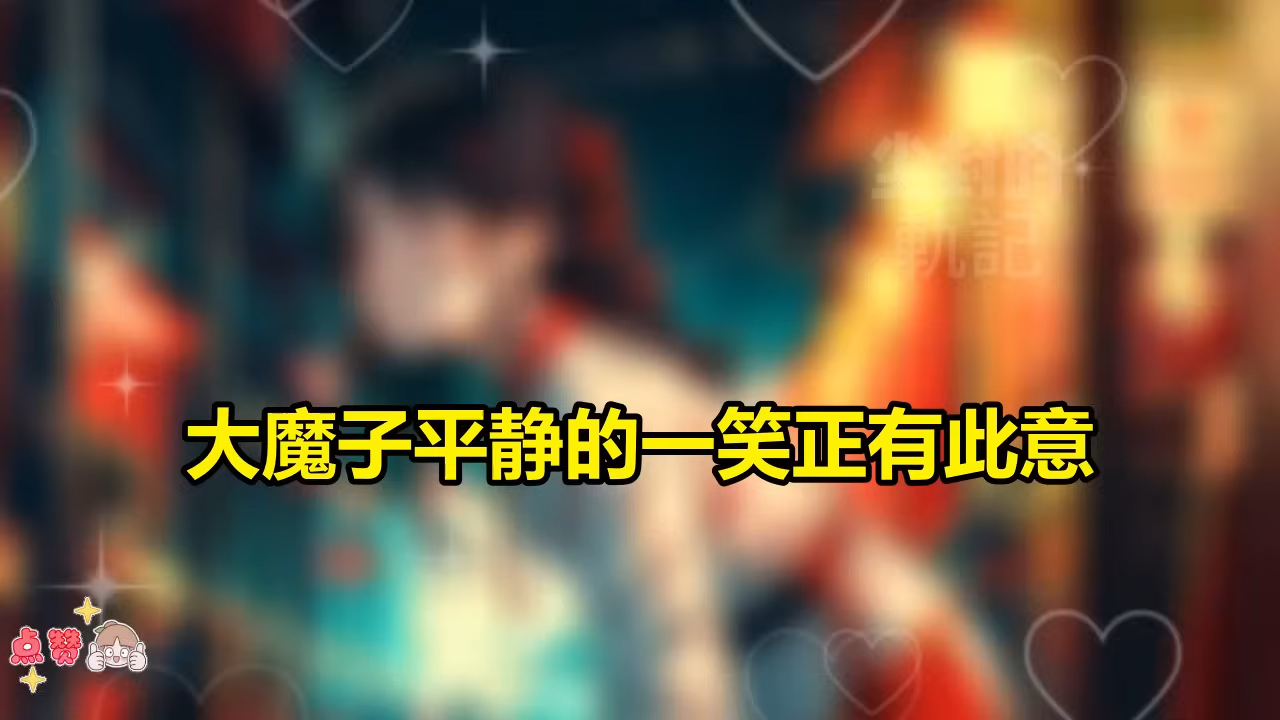 大魔子平静的一笑正有此意
点赞